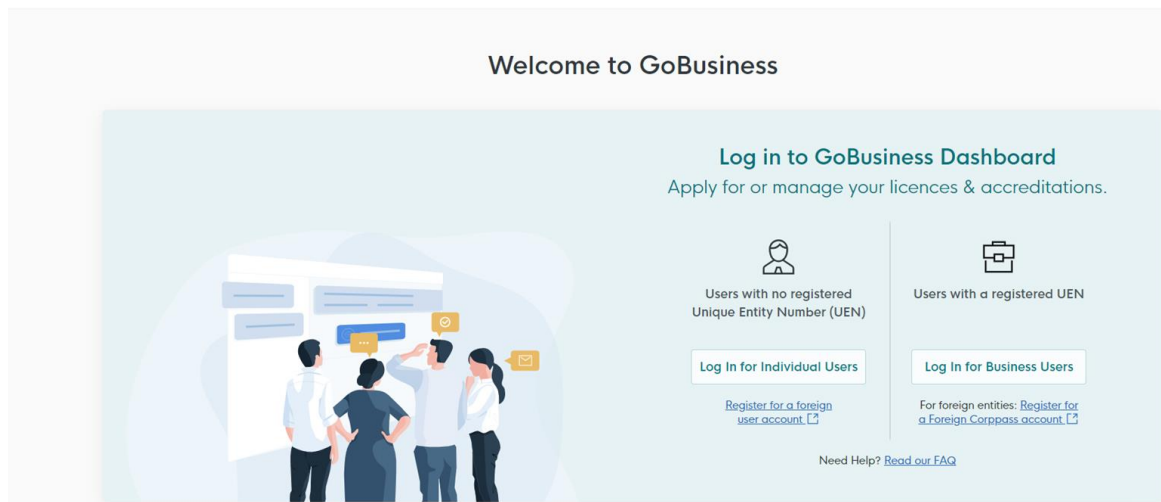 Welcome to GoBusiness
Log in to GoBusiness Dashboard
Apply for or manage your licences & accreditations.
Users with no registered
Unique Entity Number (UEN)
Log In for Individual Users
Register for a foreign
user account
Users with a registered UEN
Log In for Business Users
For foreign entities: Register for
a Foreign Corppass account
Need Help? Read our FAQ